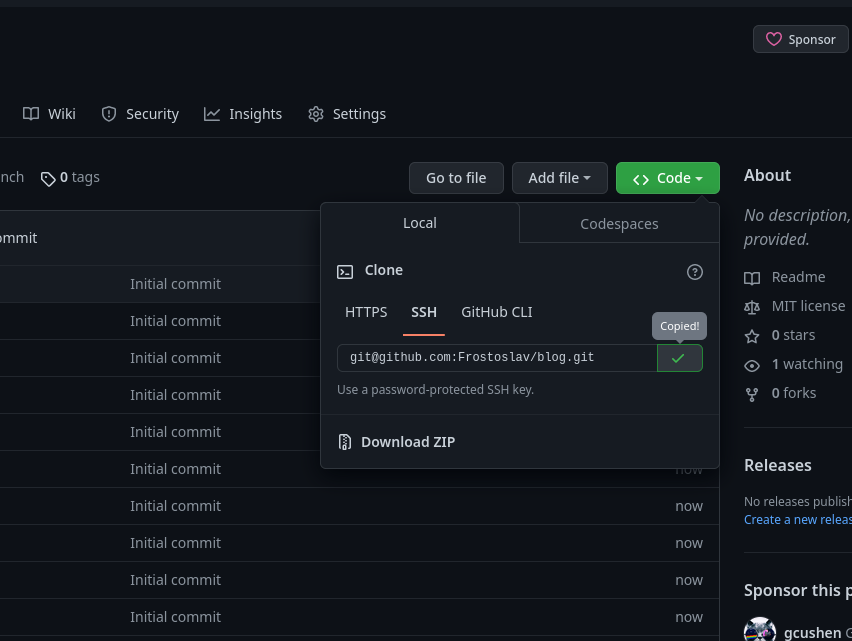 Sponsor
Wiki
Security
Insights
Settings
nch
0 tags
Go to file
Add file
Code
About
Local
Codespaces
No description,
provided.
ommit
Clone
Initial commit
Readme
HTTPS
SSH
GitHub CLI
MIT license
Initial commit
Copied!
0 stars
git@github.com:Frostoslav/blog.git
Initial commit
1 watching
Use a password-protected SSH key.
Initial commit
0 forks
Initial commit
Download ZIP
Initial commit
now
Releases
Initial commit
now
No releases publish
Create a new releas
Initial commit
now
Initial commit
now
Sponsor this p
Initial commit
now
gcushen